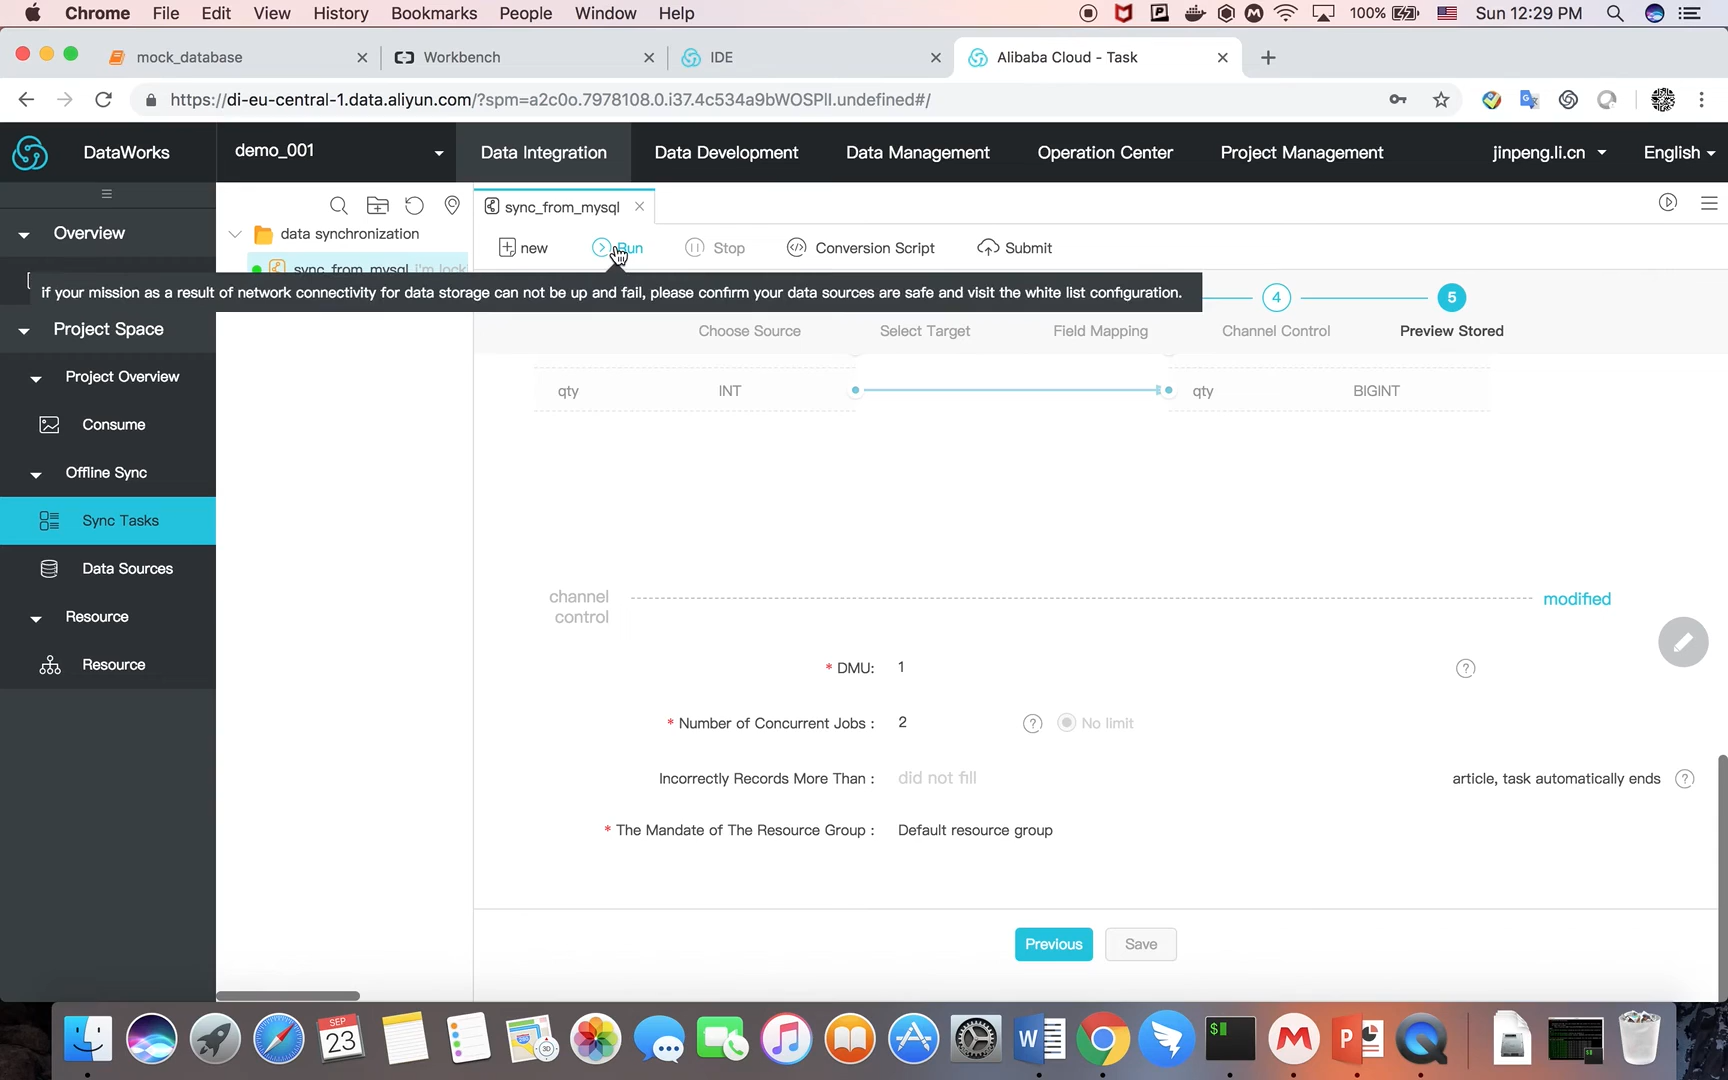 Chrome File Edit View History Bookmarks People Window Help 100% Sun 12:29 PM
mock_database Workbench IDE Alibaba Cloud - Task
https://di-eu-central-1.data.aliyun.com/?spm=a2c0o.7978108.0.i37.4c534a9bWOSPll.undefined#/
DataWorks demo_001 Data Integration Data Development Data Management Operation Center Project Management jinpeng.li.cn English
sync_from_mysql
Overview
data synchronization
new Run Stop Conversion Script Submit
sync_from_mysql i'm lock
if your mission as a result of network connectivity for data storage can not be up and fail, please confirm your data sources are safe and visit the white list configuration.
4 5
Project Space
Choose Source Select Target Field Mapping Channel Control Preview Stored
Project Overview
qty INT qty BIGINT
Consume
Offline Sync
Sync Tasks
Data Sources
channel
control
modified
Resource
Resource
* DMU: 1
* Number of Concurrent Jobs : 2 ? No limit
Incorrectly Records More Than : did not fill article, task automatically ends ?
* The Mandate of The Resource Group : Default resource group
Previous Save
SEP
23